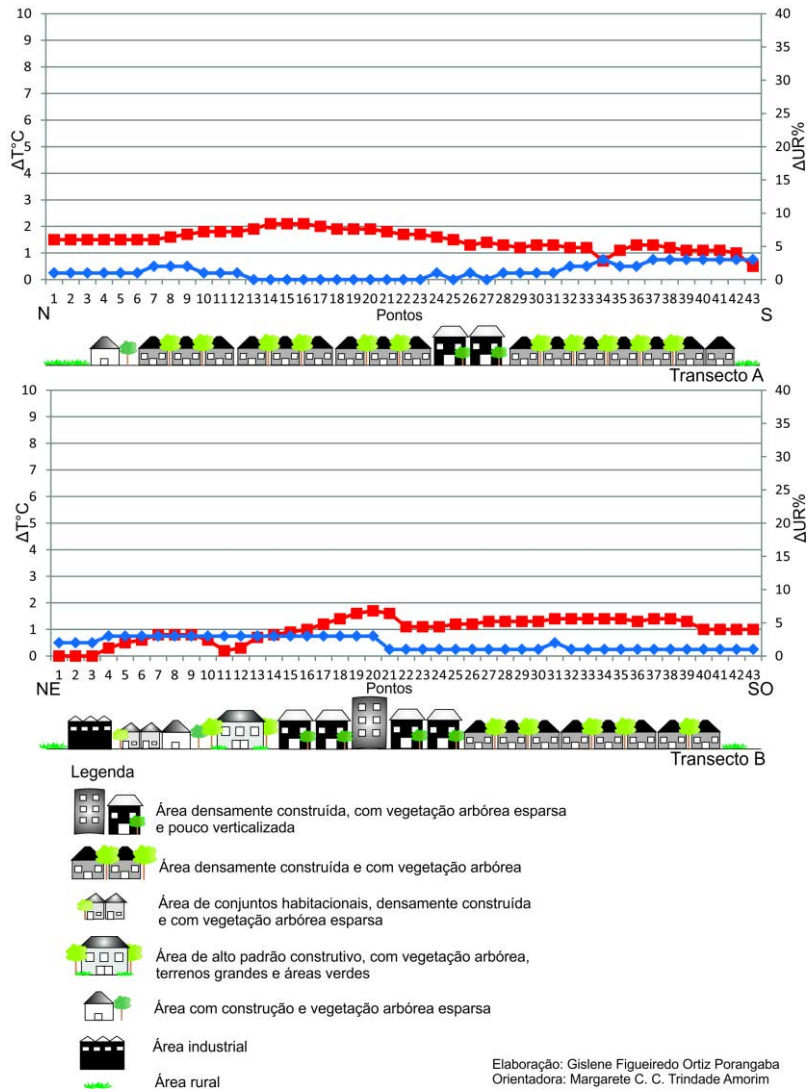 10
9
8
7
6
5
4
3
2
1
0
ΔT°C
40
35
30
25
20
15
10
5
0
ΔUR%
1 2 3 4 5 6 7 8 9 10 11 12 13 14 15 16 17 18 19 20 21 22 23 24 25 26 27 28 29 30 31 32 33 34 35 36 37 38 39 40 41 42 43
N Pontos S
Transecto A
10
9
8
7
6
5
4
3
2
1
0
ΔT°C
40
35
30
25
20
15
10
5
0
ΔUR%
1 2 3 4 5 6 7 8 9 10 11 12 13 14 15 16 17 18 19 20 21 22 23 24 25 26 27 28 29 30 31 32 33 34 35 36 37 38 39 40 41 42 43
NE Pontos SO
Transecto B
Legenda
Área densamente construída, com vegetação arbórea esparsa
e pouco verticalizada
Área densamente construída e com vegetação arbórea
Área de conjuntos habitacionais, densamente construída
e com vegetação arbórea esparsa
Área de alto padrão construtivo, com vegetação arbórea,
terrenos grandes e áreas verdes
Área com construção e vegetação arbórea esparsa
Área industrial
Área rural
Elaboração: Gislene Figueiredo Ortiz Porangaba
Orientadora: Margarete C. C. Trindade Amorim